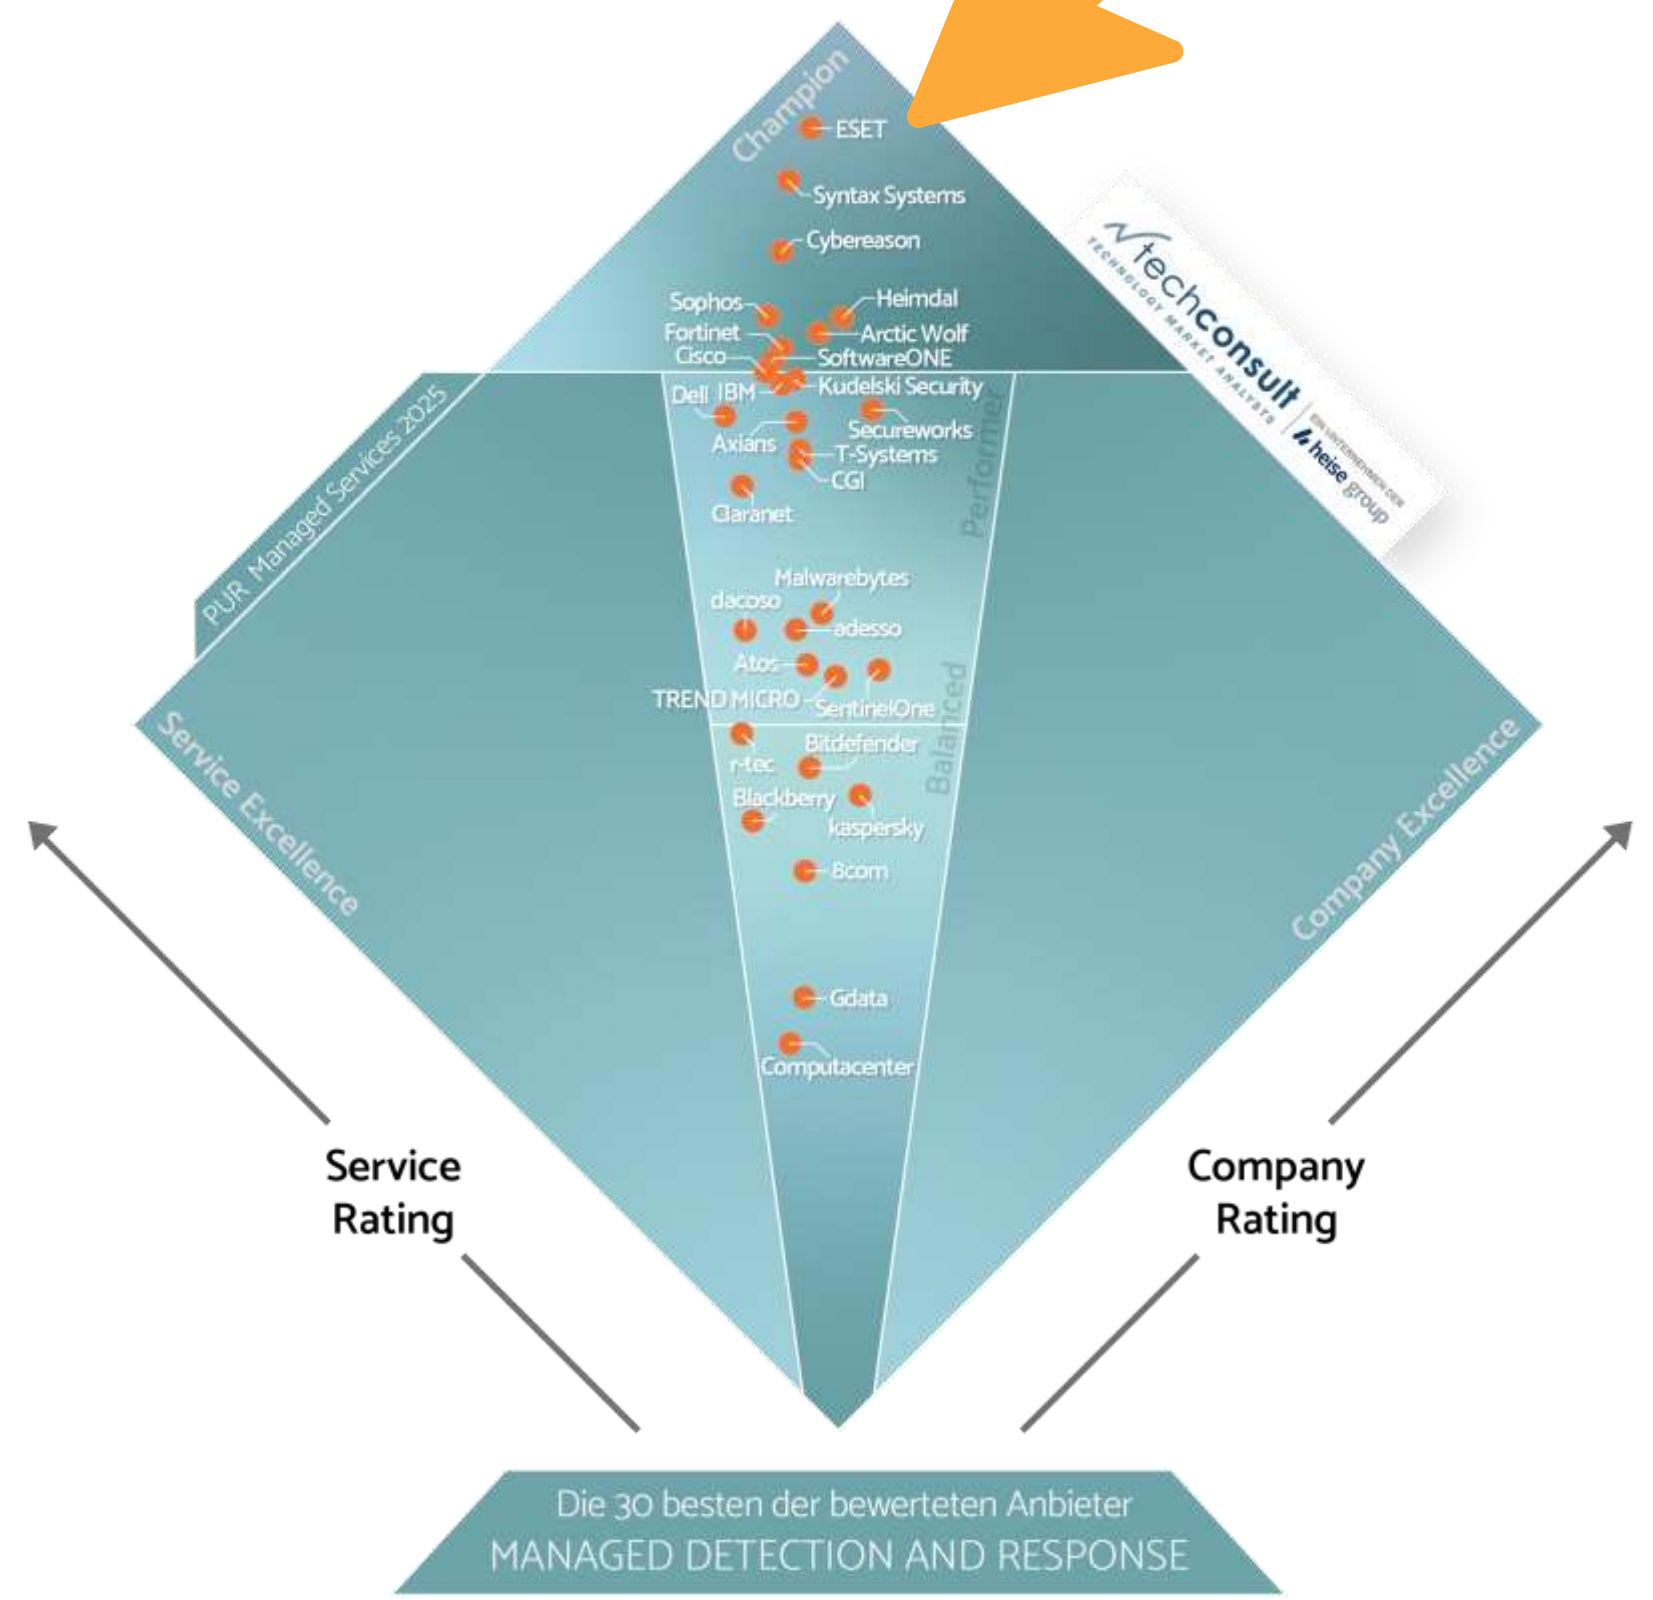 Champion
ESET
Syntax Systems
Cybereason
Sophos
Heimdal
Fortinet
Arctic Wolf
Cisco
SoftwareONE
Dell
IBM
Kudelski Security
Axians
Secureworks
T-Systems
CGI
Claranet
Performer
Malwarebytes
dacoso
adesso
Atos
TREND MICRO
SentinelOne
Balanced
r-tec
Bitdefender
Blackberry
kaspersky
8com
Gdata
Computacenter
PUR Managed Services 2025
techconsult
TECHNOLOGY MARKET ANALYSTS
EIN UNTERNEHMEN DER
heise group
Service Excellence
Company Excellence
Service
Rating
Company
Rating
Die 30 besten der bewerteten Anbieter
MANAGED DETECTION AND RESPONSE